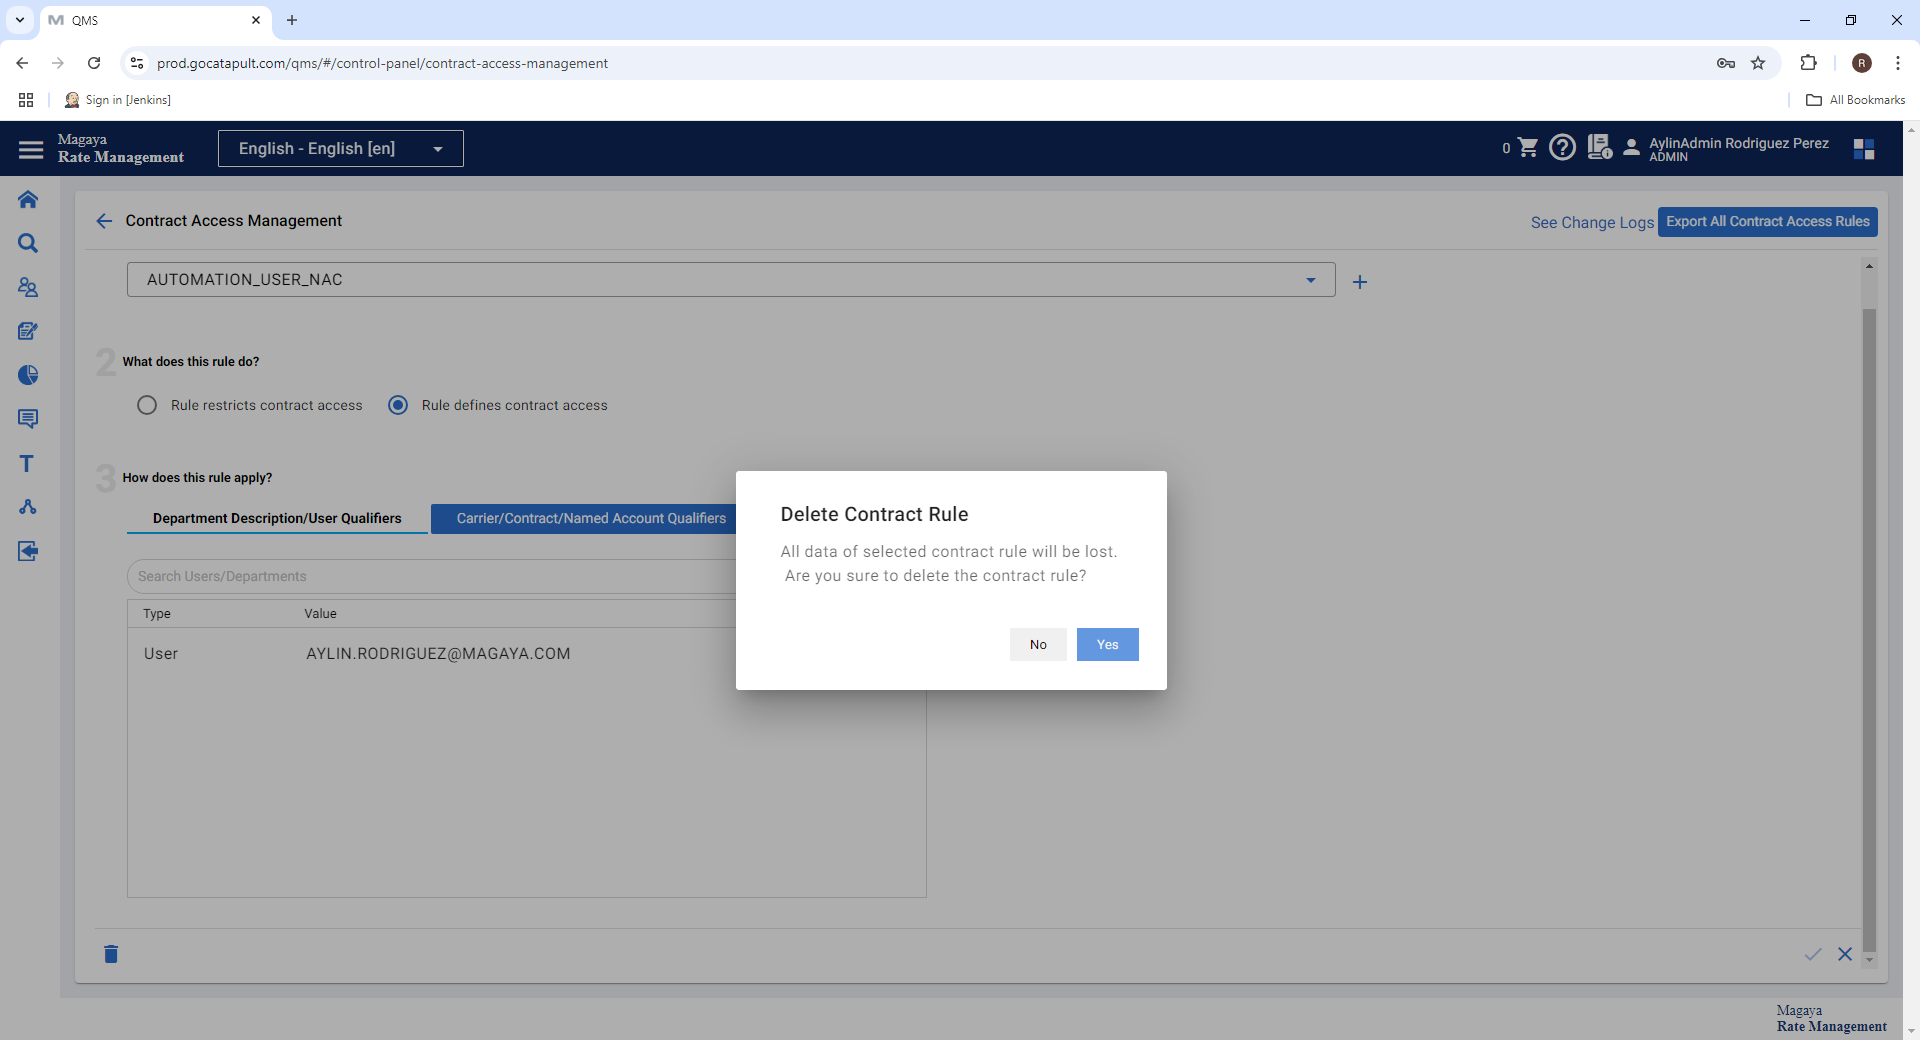 QMS
prod.gocatapult.com/qms/#/control-panel/contract-access-management
R
Sign in [Jenkins]
All Bookmarks
Magaya
Rate Management
English - English [en]
0
AylinAdmin Rodriguez Perez
ADMIN
Contract Access Management
See Change Logs
Export All Contract Access Rules
AUTOMATION_USER_NAC
2 What does this rule do?
Rule restricts contract access
Rule defines contract access
3 How does this rule apply?
Department Description/User Qualifiers
Carrier/Contract/Named Account Qualifiers
Search Users/Departments
Type Value
User AYLIN.RODRIGUEZ@MAGAYA.COM
Delete Contract Rule
All data of selected contract rule will be lost.
Are you sure to delete the contract rule?
No
Yes
T
Magaya
Rate Management